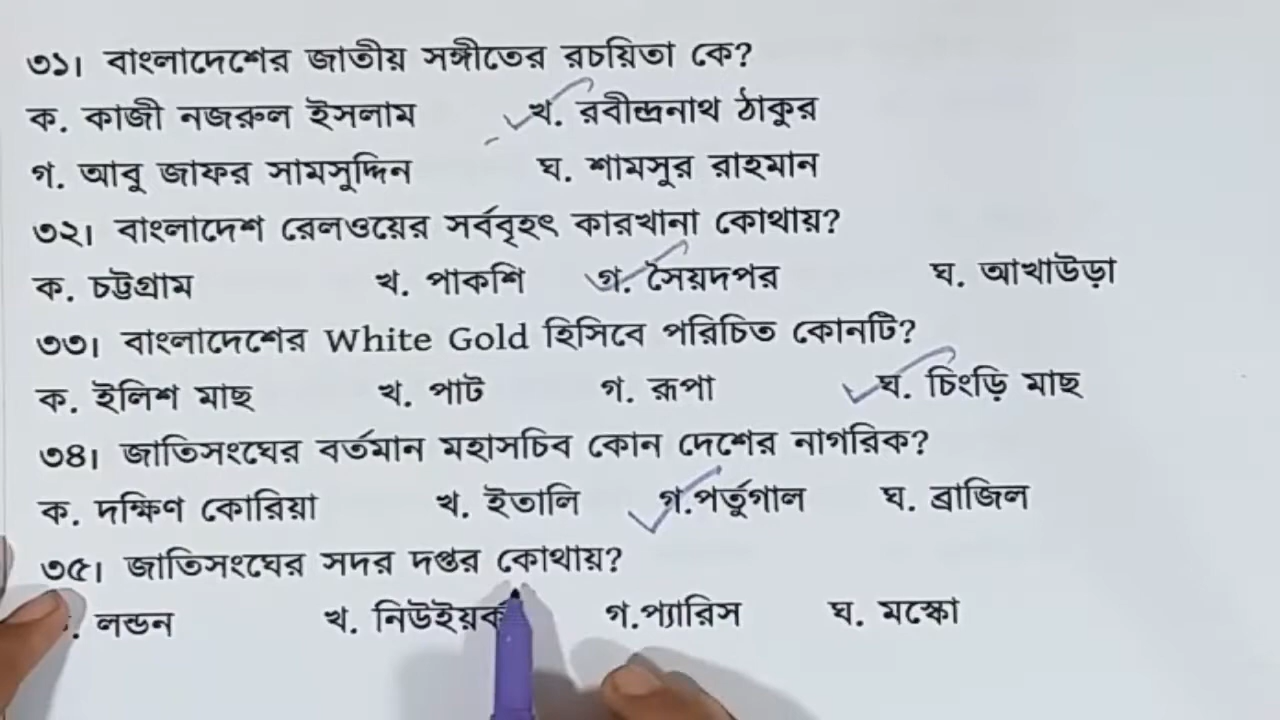 ৩১। বাংলাদেশের জাতীয় সঙ্গীতের রচয়িতা কে?
ক. কাজী নজরুল ইসলাম খ. রবীন্দ্রনাথ ঠাকুর
গ. আবু জাফর সামসুদ্দিন ঘ. শামসুর রাহমান
৩২। বাংলাদেশ রেলওয়ের সর্ববৃহৎ কারখানা কোথায়?
ক. চট্টগ্রাম খ. পাকশি গ. সৈয়দপর ঘ. আখাউড়া
৩৩। বাংলাদেশের White Gold হিসিবে পরিচিত কোনটি?
ক. ইলিশ মাছ খ. পাট গ. রূপা ঘ. চিংড়ি মাছ
৩৪। জাতিসংঘের বর্তমান মহাসচিব কোন দেশের নাগরিক?
ক. দক্ষিণ কোরিয়া খ. ইতালি গ.পর্তুগাল ঘ. ব্রাজিল
৩৫। জাতিসংঘের সদর দপ্তর কোথায়?
লন্ডন খ. নিউইয়র্ক গ.প্যারিস ঘ. মস্কো